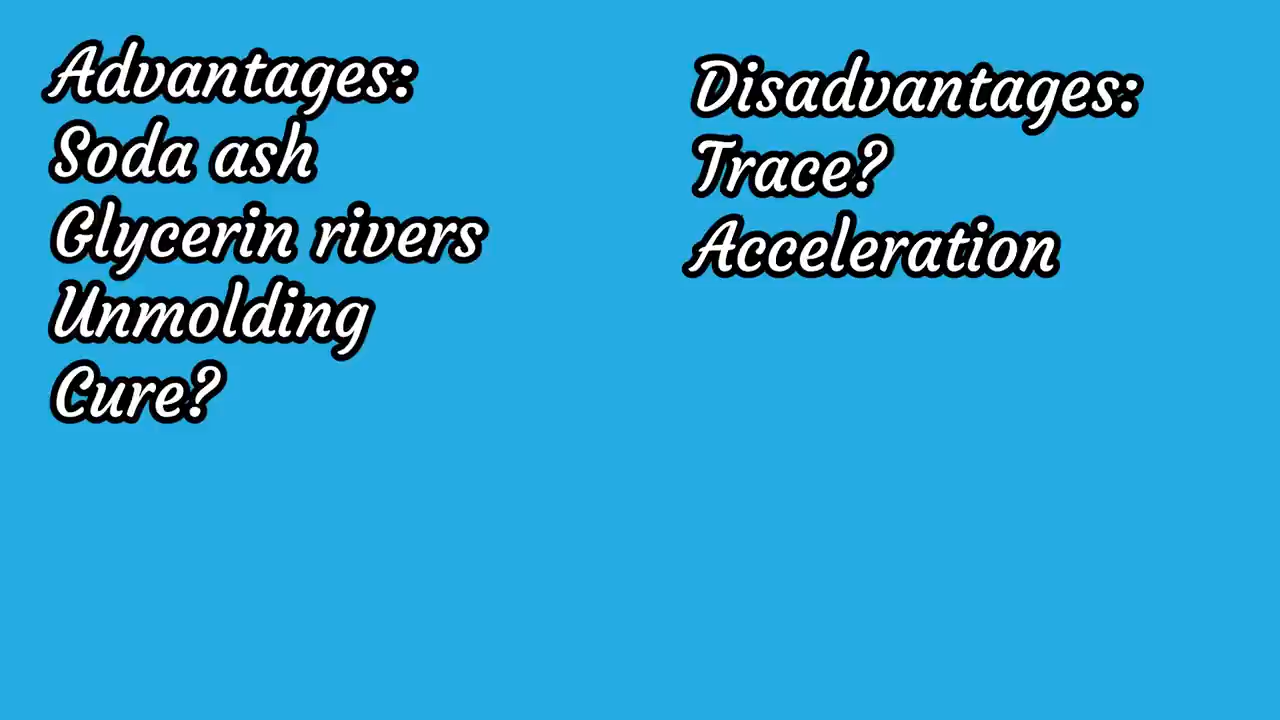 Advantages:
Soda ash
Glycerin rivers
Unmolding
Cure?
Disadvantages:
Trace?
Acceleration